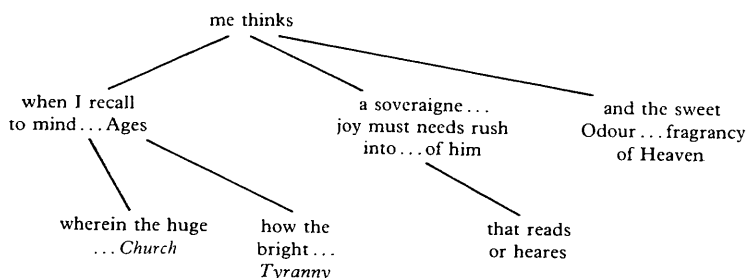 me thinks
when I recall
to mind ... Ages
a soveraigne ...
joy must needs rush
into ... of him
and the sweet
Odour ... fragrancy
of Heaven
wherein the huge
... Church
how the
bright ...
Tyranny
that reads
or heares